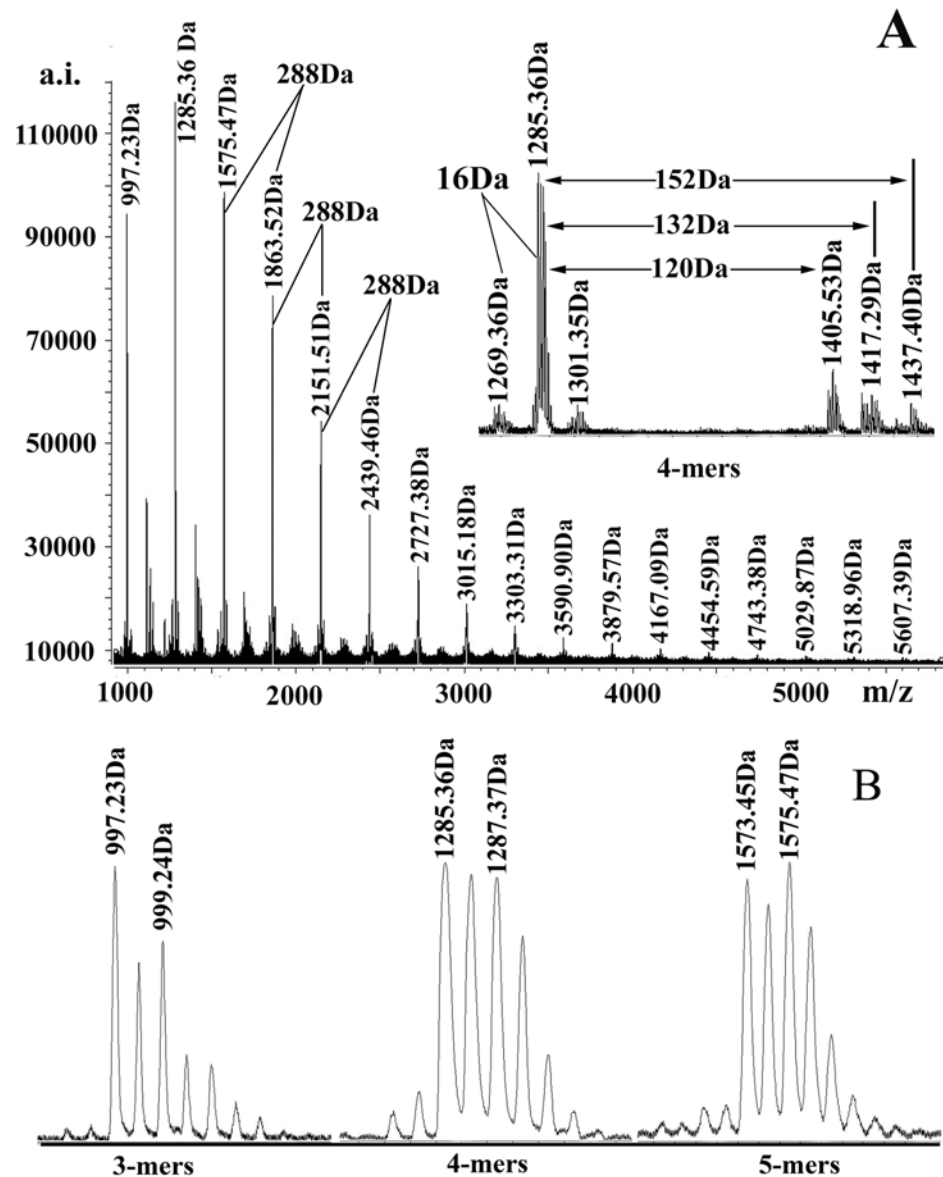 A
a.i.
110000
90000
70000
50000
30000
10000
997.23Da
1285.36 Da
1575.47Da
288Da
1863.52Da
288Da
2151.51Da
288Da
2439.46Da
2727.38Da
3015.18Da
3303.31Da
3590.90Da
3879.57Da
4167.09Da
4454.59Da
4743.38Da
5029.87Da
5318.96Da
5607.39Da
1000
2000
3000
4000
5000
m/z
16Da
1269.36Da
1285.36Da
1301.35Da
152Da
132Da
120Da
1405.53Da
1417.29Da
1437.40Da
4-mers
B
997.23Da
999.24Da
1285.36Da
1287.37Da
1573.45Da
1575.47Da
3-mers
4-mers
5-mers